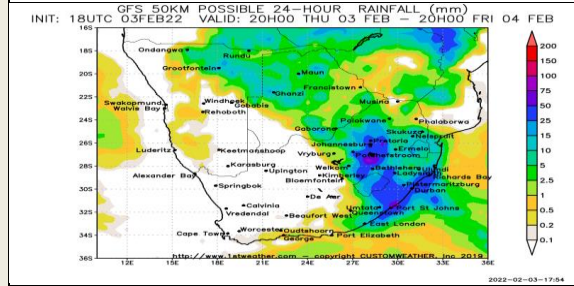 GFS 50KM POSSIBLE 24-HOUR RAINFALL (mm)
INIT: 18UTC 03FEB22 VALID: 20H00 THU 03 FEB - 20H00 FRI 04 FEB
16S
18S
20S
22S
24S
26S
28S
30S
32S
34S
36S
Ondangwa
Rundu
Grootfontein
Maun
Ghanzi
Francistown
Swakopmund
Walvis Bay
Windhoek
Gobabis
Rehoboth
Musina
Polokwane
Phalaborwa
Gaborone
Skukuza
Nelspruit
Pretoria
Johannesburg
Ermelo
Potchefstroom
Luderitz
Keetmanshoop
Vryburg
Karasburg
Upington
Welkom
Bethlehem
Ladysmith
Kimberley
Bloemfontein
Richards Bay
Alexander Bay
Springbok
Pietermaritzburg
Durban
De Aar
Calvinia
Vredendal
Beaufort West
Umtata
Port St Johns
Queenstown
East London
Cape Town
Worcester
Oudtshoorn
George
Port Elizabeth
http://www.1stweather.com - copyright CUSTOMWEATHER, Inc 2019
12E 15E 18E 21E 24E 27E 30E 33E 36E
200
150
100
75
50
25
15
10
5
2.5
1
0.5
0.2
0.1
2022-02-03-17:54